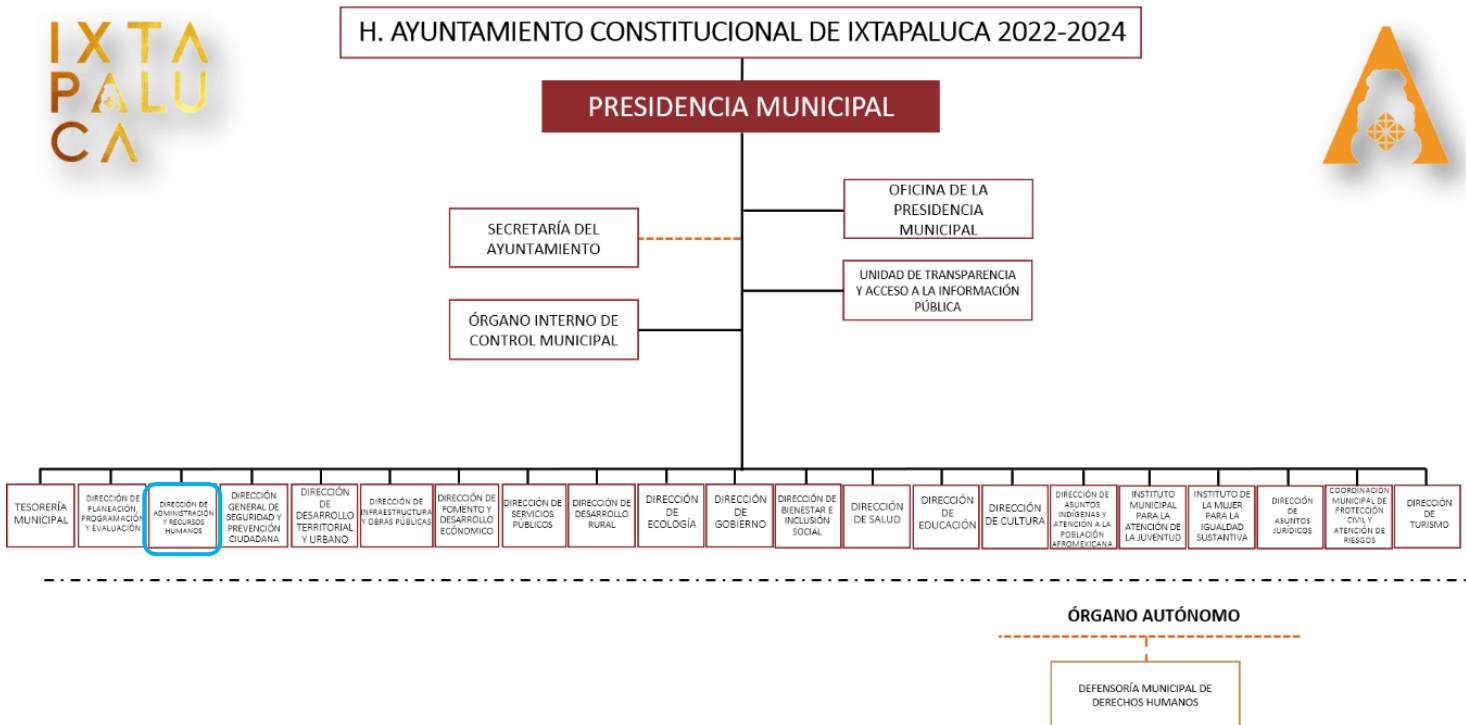 IXTA
PALU
CA
H. AYUNTAMIENTO CONSTITUCIONAL DE IXTAPALUCA 2022-2024
PRESIDENCIA MUNICIPAL
OFICINA DE LA
PRESIDENCIA
MUNICIPAL
SECRETARÍA DEL
AYUNTAMIENTO
UNIDAD DE TRANSPARENCIA
Y ACCESO A LA INFORMACIÓN
PÚBLICA
ÓRGANO INTERNO DE
CONTROL MUNICIPAL
TESORERÍA
MUNICIPAL
DIRECCIÓN DE
PLANEACIÓN,
PROGRAMACIÓN
Y EVALUACIÓN
DIRECCIÓN DE
ADMINISTRACIÓN
Y RECURSOS
HUMANOS
DIRECCIÓN
GENERAL DE
SEGURIDAD Y
PREVENCIÓN
CIUDADANA
DIRECCIÓN
DE
DESARROLLO
TERRITORIAL
Y URBANO
DIRECCIÓN DE
INFRAESTRUCTURA
Y OBRAS PÚBLICAS
DIRECCIÓN DE
FOMENTO Y
DESARROLLO
ECÓNOMICO
DIRECCIÓN DE
SERVICIOS
PÚBLICOS
DIRECCIÓN DE
DESARROLLO
RURAL
DIRECCIÓN
DE
ECOLOGÍA
DIRECCIÓN
DE
GOBIERNO
DIRECCIÓN DE
BIENESTAR E
INCLUSIÓN
SOCIAL
DIRECCIÓN
DE SALUD
DIRECCIÓN
DE
EDUCACIÓN
DIRECCIÓN
DE CULTURA
DIRECCIÓN DE
ASUNTOS
INDÍGENAS Y
ATENCIÓN A LA
POBLACIÓN
AFROMEXICANA
INSTITUTO
MUNICIPAL
PARA LA
ATENCIÓN DE
LA JUVENTUD
INSTITUTO DE
LA MUJER
PARA LA
IGUALDAD
SUSTANTIVA
DIRECCIÓN
DE
ASUNTOS
JURÍDICOS
COORDINACIÓN
MUNICIPAL DE
PROTECCIÓN
CIVIL Y
ATENCIÓN DE
RIESGOS
DIRECCIÓN
DE
TURISMO
ÓRGANO AUTÓNOMO
DEFENSORÍA MUNICIPAL DE
DERECHOS HUMANOS